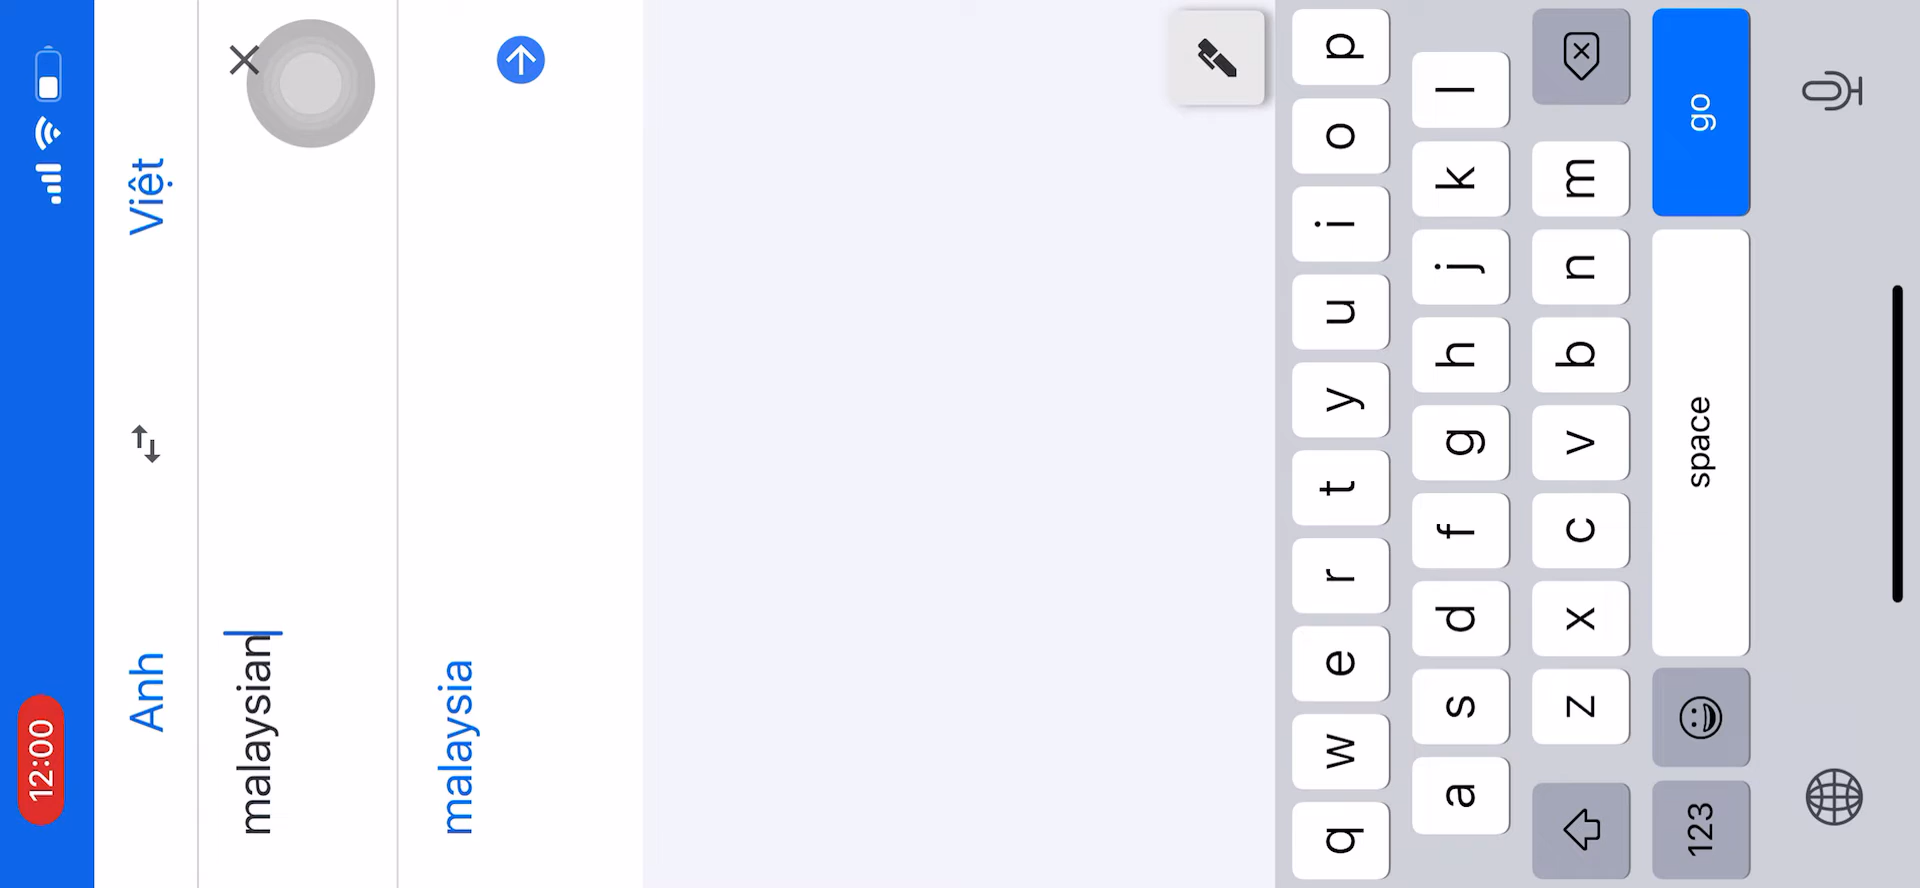 12:00
Anh Việt
malaysian
malaysia
q w e r t y u i o p
a s d f g h j k l
z x c v b n m
123 space go